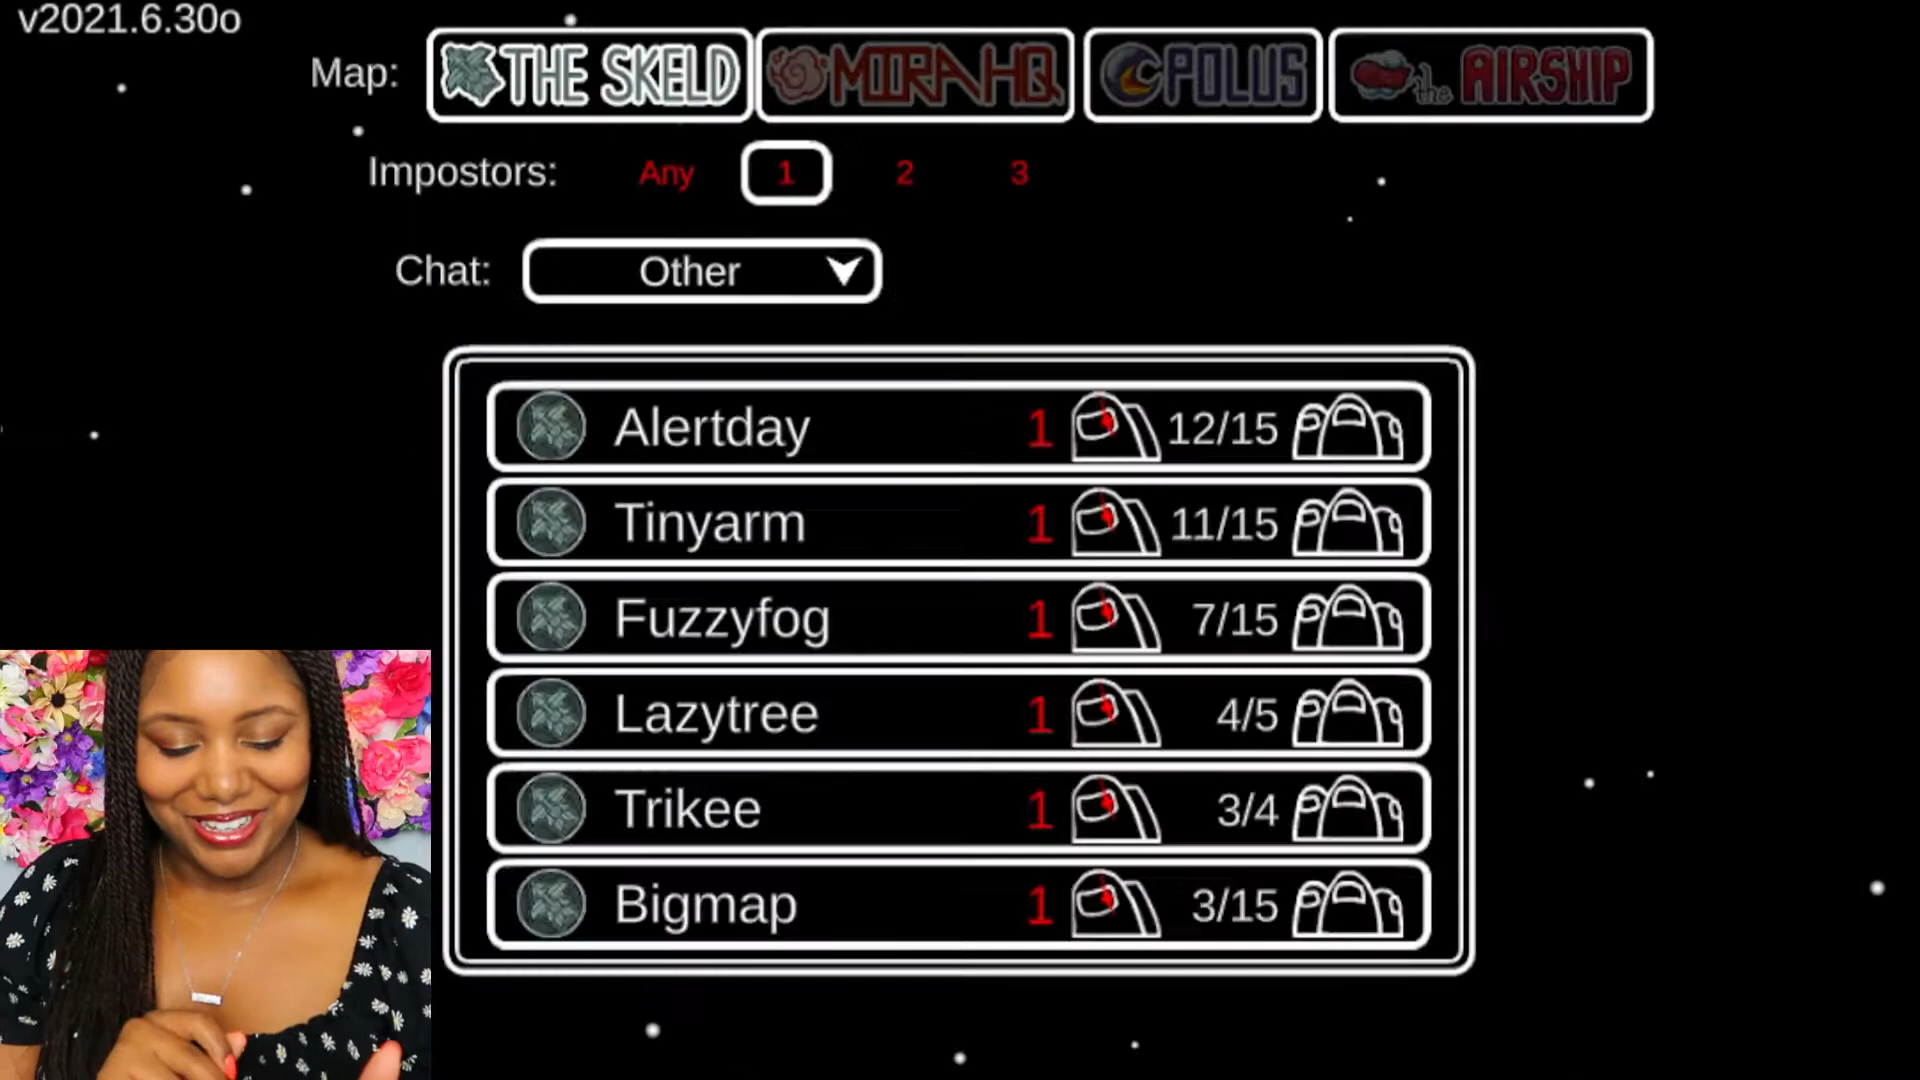 v2021.6.30o
Map: THE SKELD MIRA HQ POLUS the AIRSHIP
Impostors: Any 1 2 3
Chat: Other
Alertday 1 12/15
Tinyarm 1 11/15
Fuzzyfog 1 7/15
Lazytree 1 4/5
Trikee 1 3/4
Bigmap 1 3/15